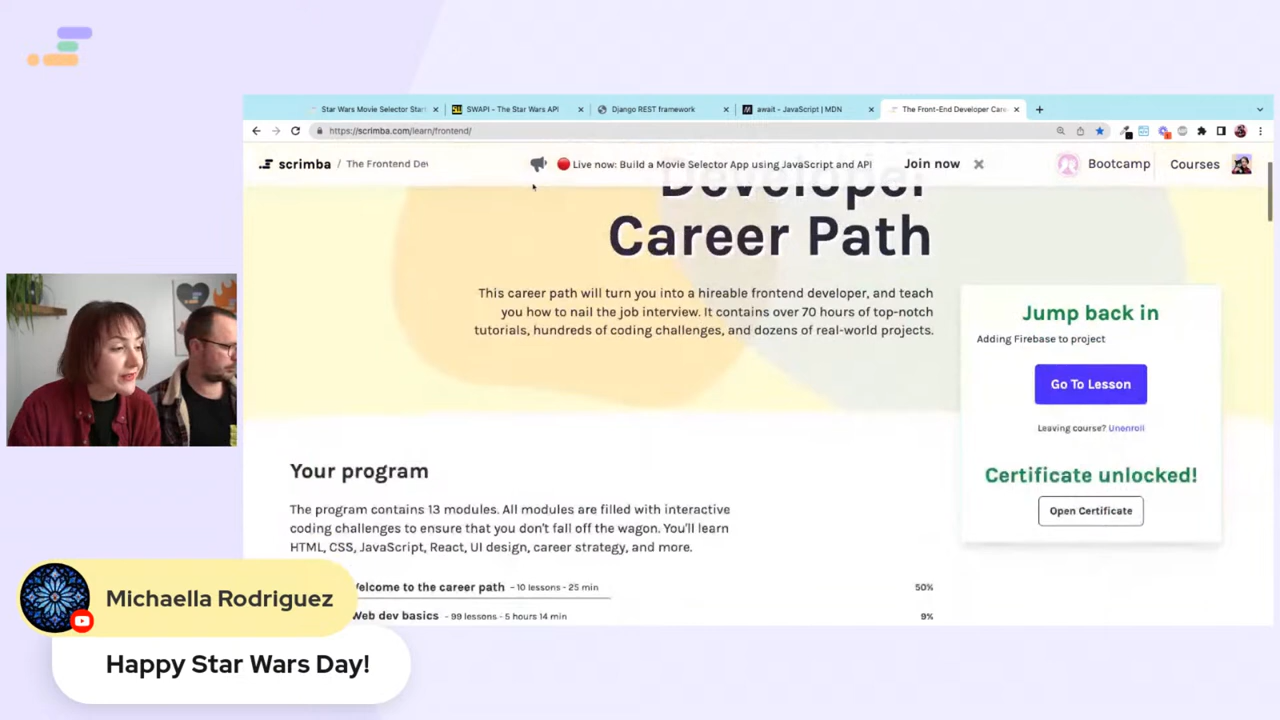 Star Wars Movie Selector Start
SWAPI - The Star Wars API
Django REST framework
await - JavaScript | MDN
The Front-End Developer Care
https://scrimba.com/learn/frontend/
scrimba / The Frontend Dev
Live now: Build a Movie Selector App using JavaScript and API
Join now
Bootcamp
Courses
Developer
Career Path
This career path will turn you into a hireable frontend developer, and teach
you how to nail the job interview. It contains over 70 hours of top-notch
tutorials, hundreds of coding challenges, and dozens of real-world projects.
Jump back in
Adding Firebase to project
Go To Lesson
Leaving course? Unenroll
Certificate unlocked!
Open Certificate
Your program
The program contains 13 modules. All modules are filled with interactive
coding challenges to ensure that you don't fall off the wagon. You'll learn
HTML, CSS, JavaScript, React, UI design, career strategy, and more.
Welcome to the career path - 10 lessons - 25 min 50%
Web dev basics - 99 lessons - 5 hours 14 min 9%
Michaella Rodriguez
Happy Star Wars Day!